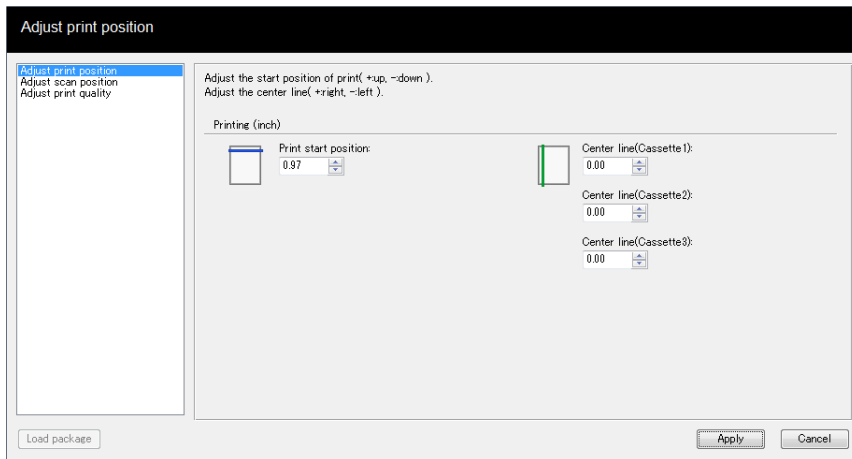 Adjust print position
Adjust print position
Adjust scan position
Adjust print quality
Adjust the start position of print( +:up, -:down ).
Adjust the center line( +:right, -:left ).
Printing (inch)
Print start position:
0.97
Center line(Cassette1):
0.00
Center line(Cassette2):
0.00
Center line(Cassette3):
0.00
Load package
Apply
Cancel